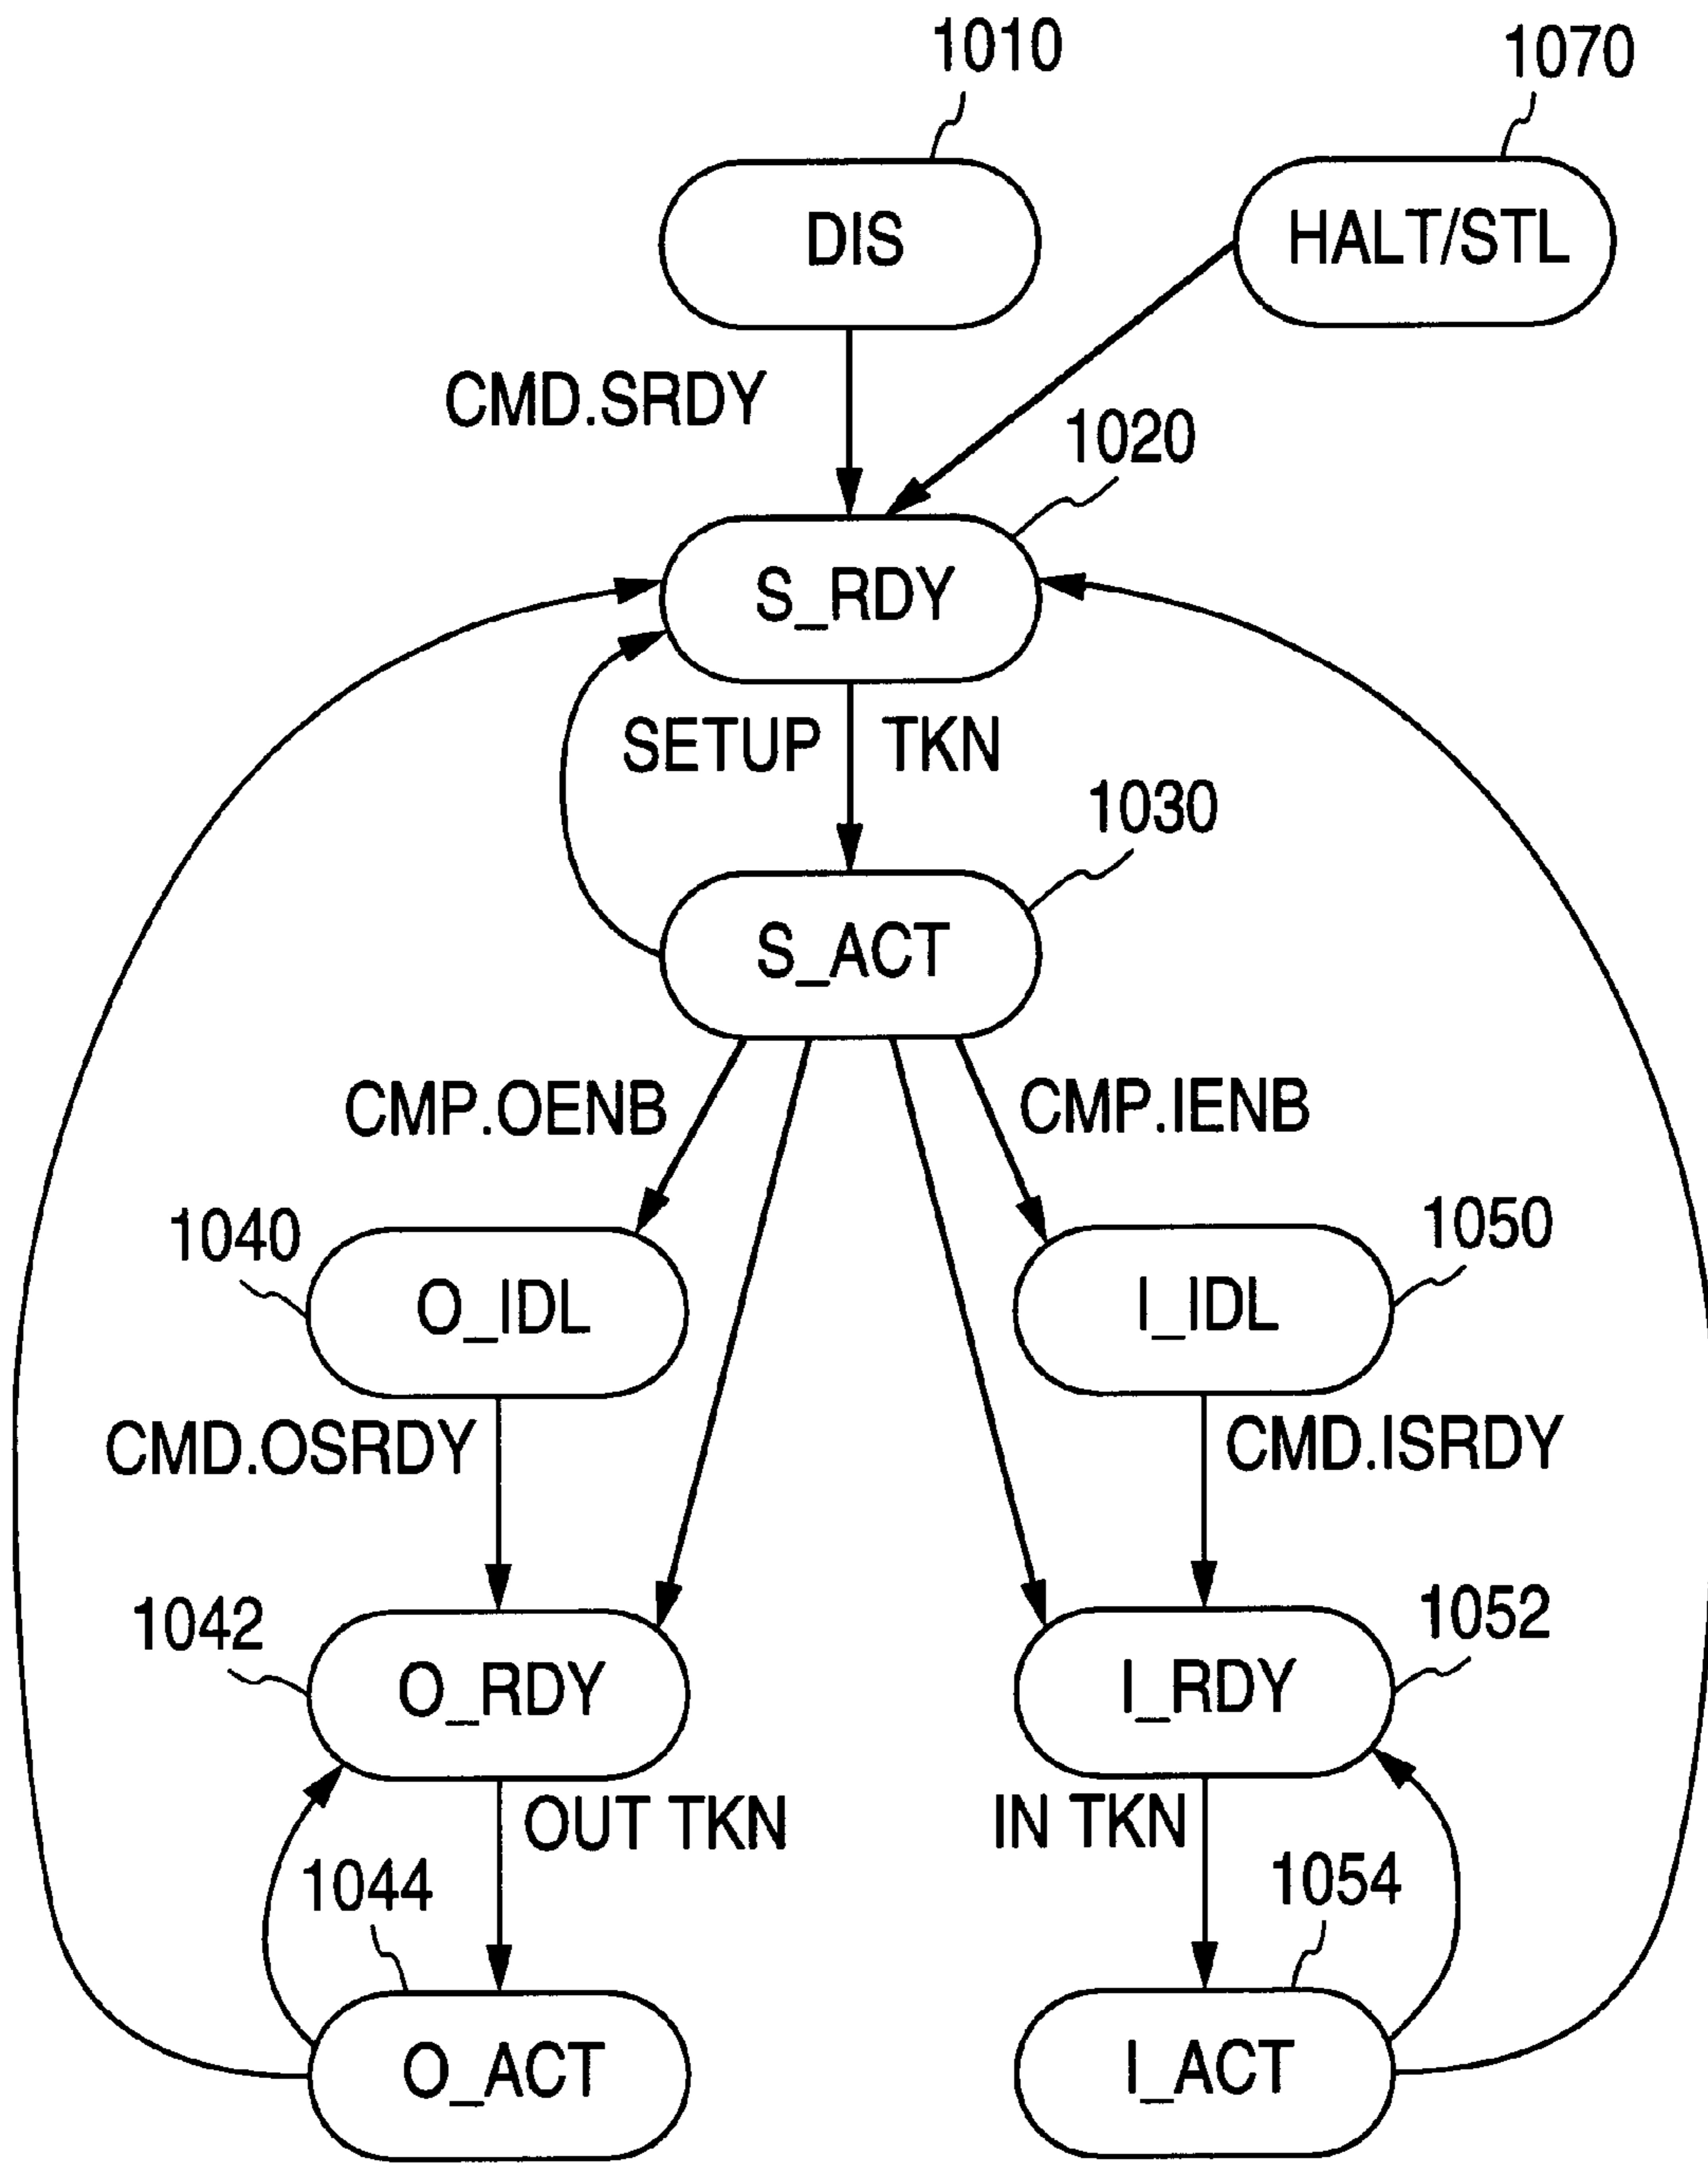 1010
1070
DIS
HALT/STL
CMD.SRDY
1020
S_RDY
SETUP TKN
1030
S_ACT
CMP.OENB
CMP.IENB
1040
1050
O_IDL
I_IDL
CMD.OSRDY
CMD.ISRDY
1042
1052
O_RDY
I_RDY
OUT TKN
IN TKN
1044
1054
O_ACT
I_ACT